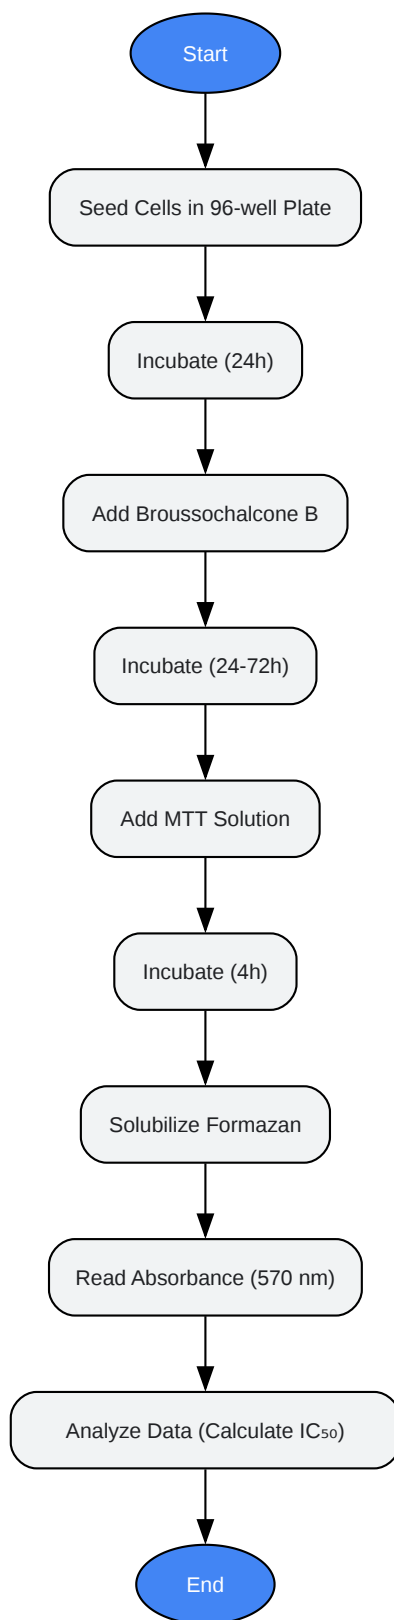 Start
Seed Cells in 96-well Plate
Incubate (24h)
Add Broussochalcone B
Incubate (24-72h)
Add MTT Solution
Incubate (4h)
Solubilize Formazan
Read Absorbance (570 nm)
Analyze Data (Calculate IC₅₀)
End